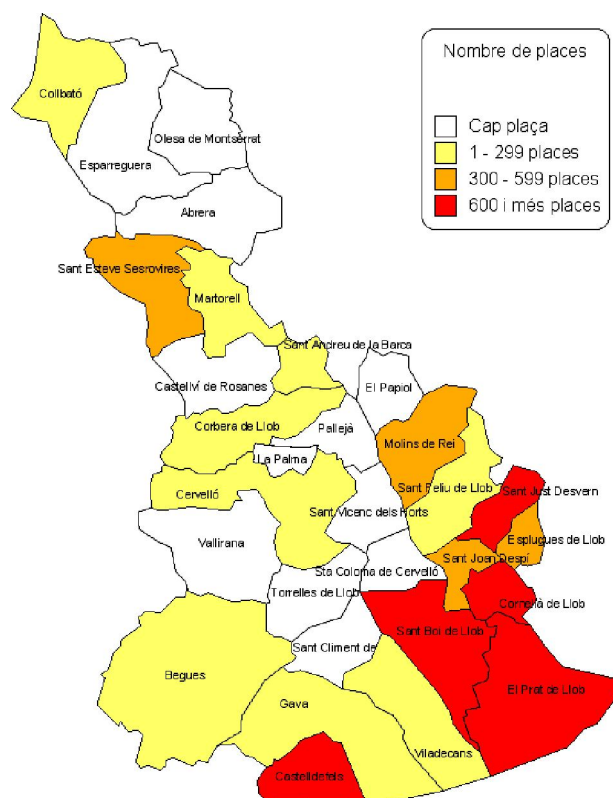 Nombre de places
Cap plaça
1 - 299 places
300 - 599 places
600 i més places
Collbató
Olesa de Montserrat
Esparreguera
Abrera
Sant Esteve Sesrovires
Martorell
Sant Andreu de la Barca
Castellví de Rosanes
El Papiol
Corbera de Llob
Pallejà
Molins de Rei
La Palma
Sant Feliu de Llob
Sant Just Desvern
Cervelló
Sant Vicenç dels Horts
Esplugues de Llob
Vallirana
Sant Joan Despí
Sta Coloma de Cervelló
Torrelles de Llob
Cornellà de Llob
Sant Boi de Llob
Sant Climent de
Begues
El Prat de Llob
Gava
Viladecans
Castelldefels